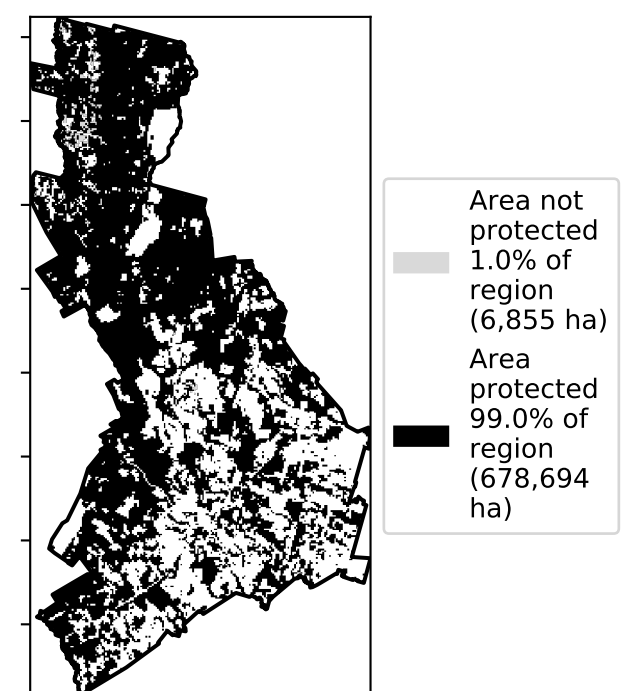 Area not
protected
1.0% of
region
(6,855 ha)
Area
protected
99.0% of
region
(678,694
ha)